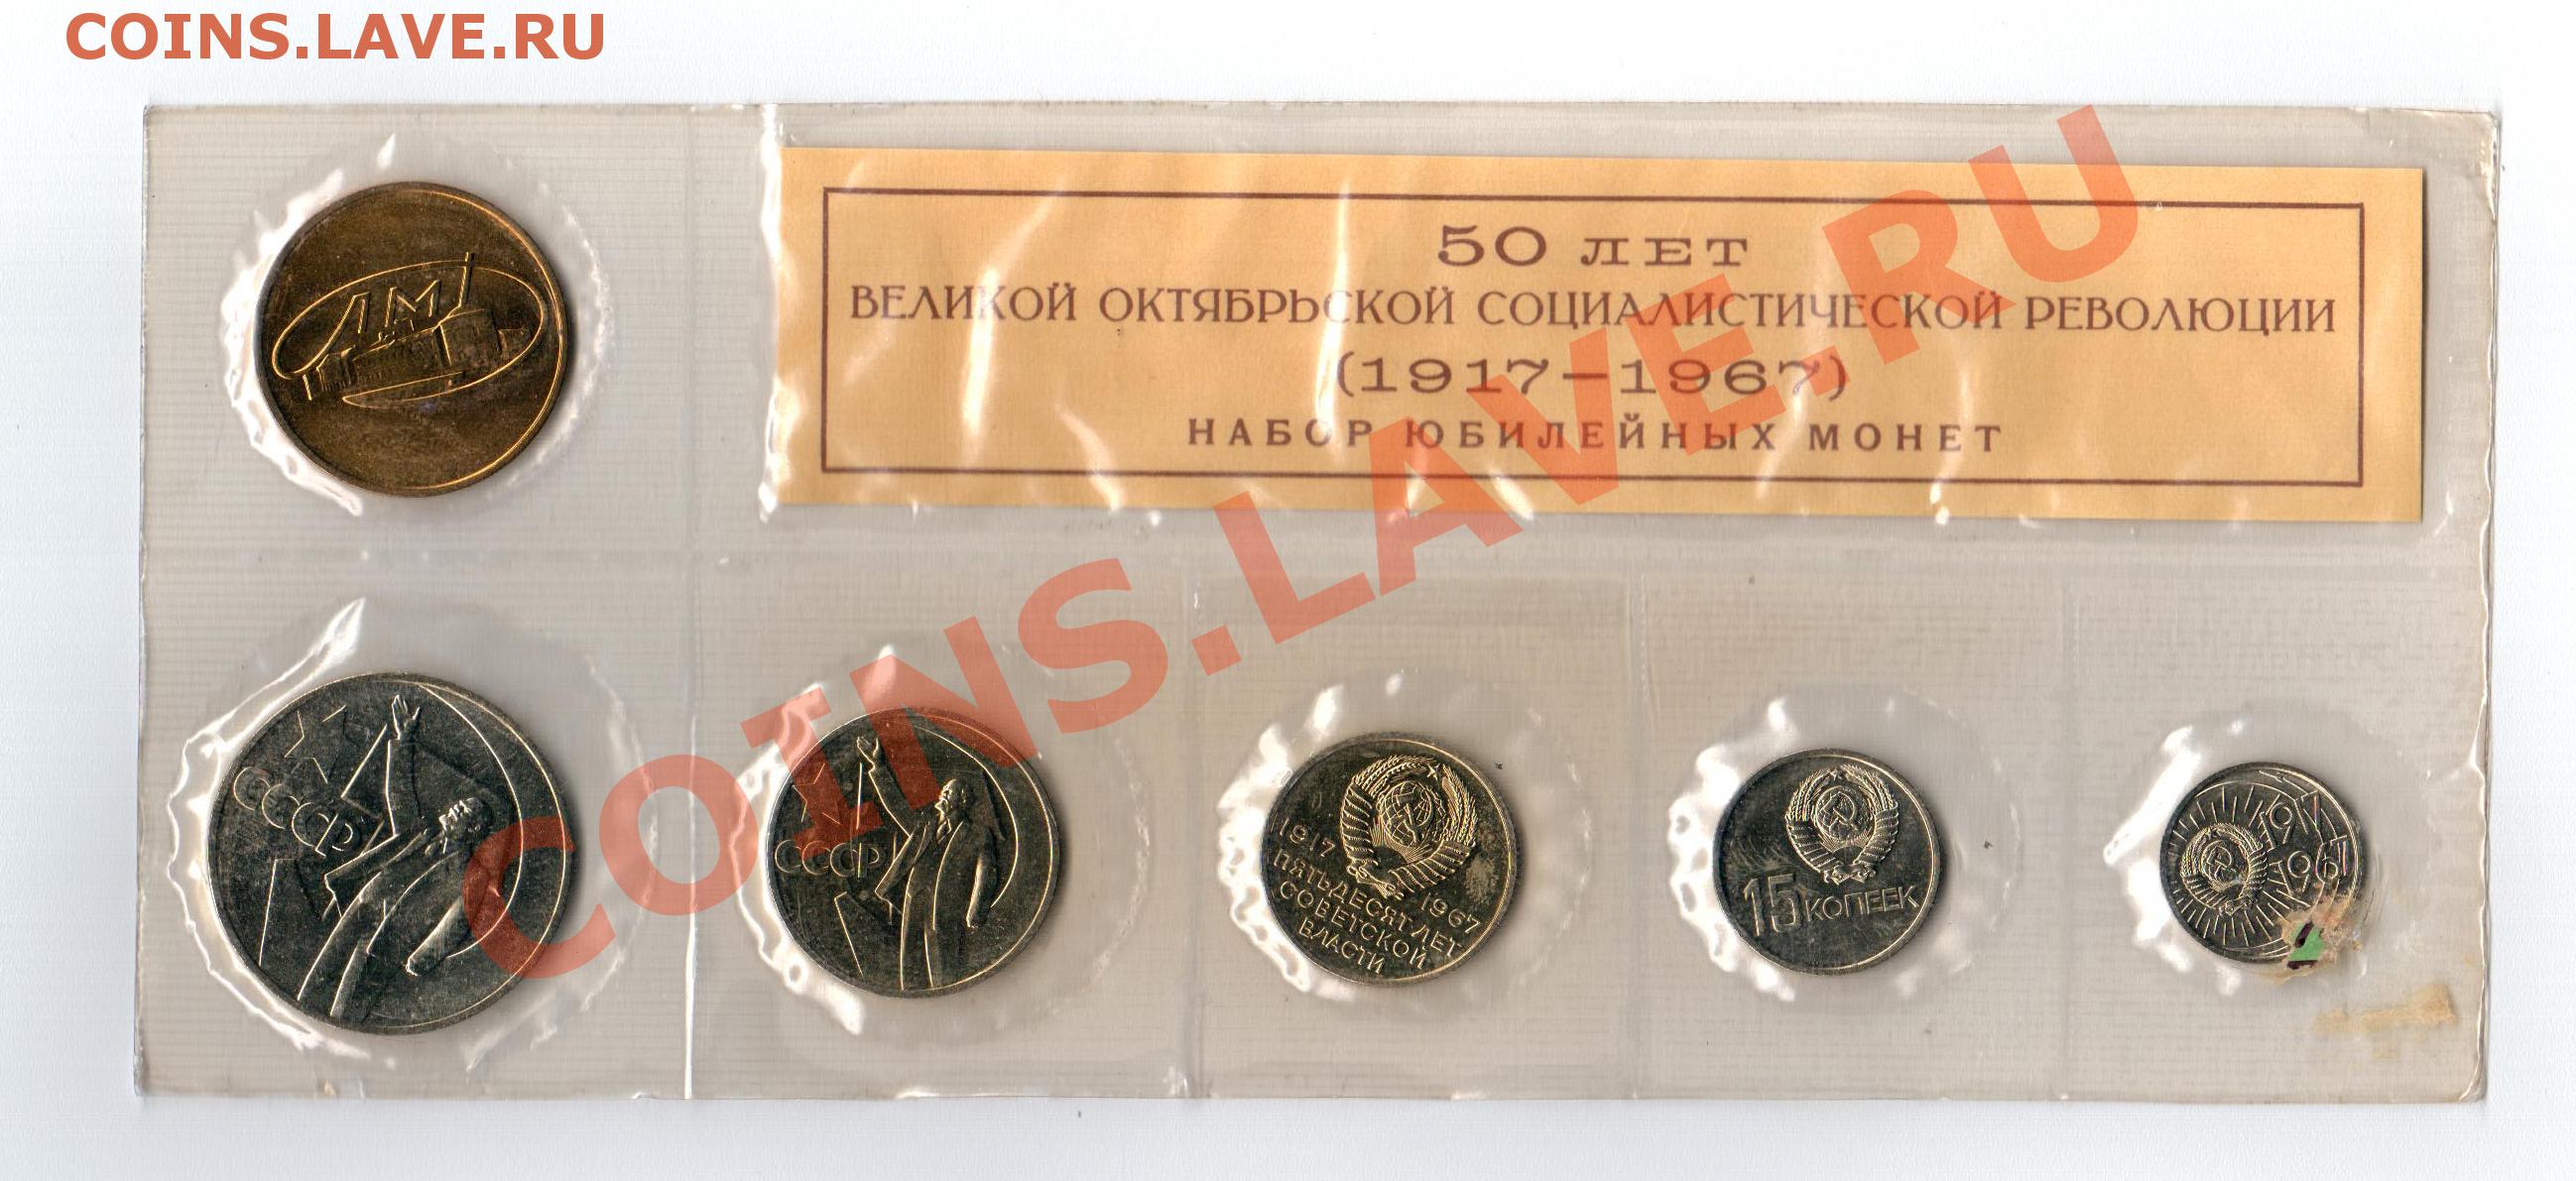 COINS.LAVE.RU
50 ЛЕТ
ВЕЛИКОЙ ОКТЯБРЬСКОЙ СОЦИАЛИСТИЧЕСКОЙ РЕВОЛЮЦИИ
(1917—1967)
НАБОР ЮБИЛЕЙНЫХ МОНЕТ
COINS.LAVE.RU
ЛМД
СССР
СССР
1917
1967
ПЯТЬДЕСЯТ ЛЕТ
СОВЕТСКОЙ
ВЛАСТИ
15 КОПЕЕК
1917
1967